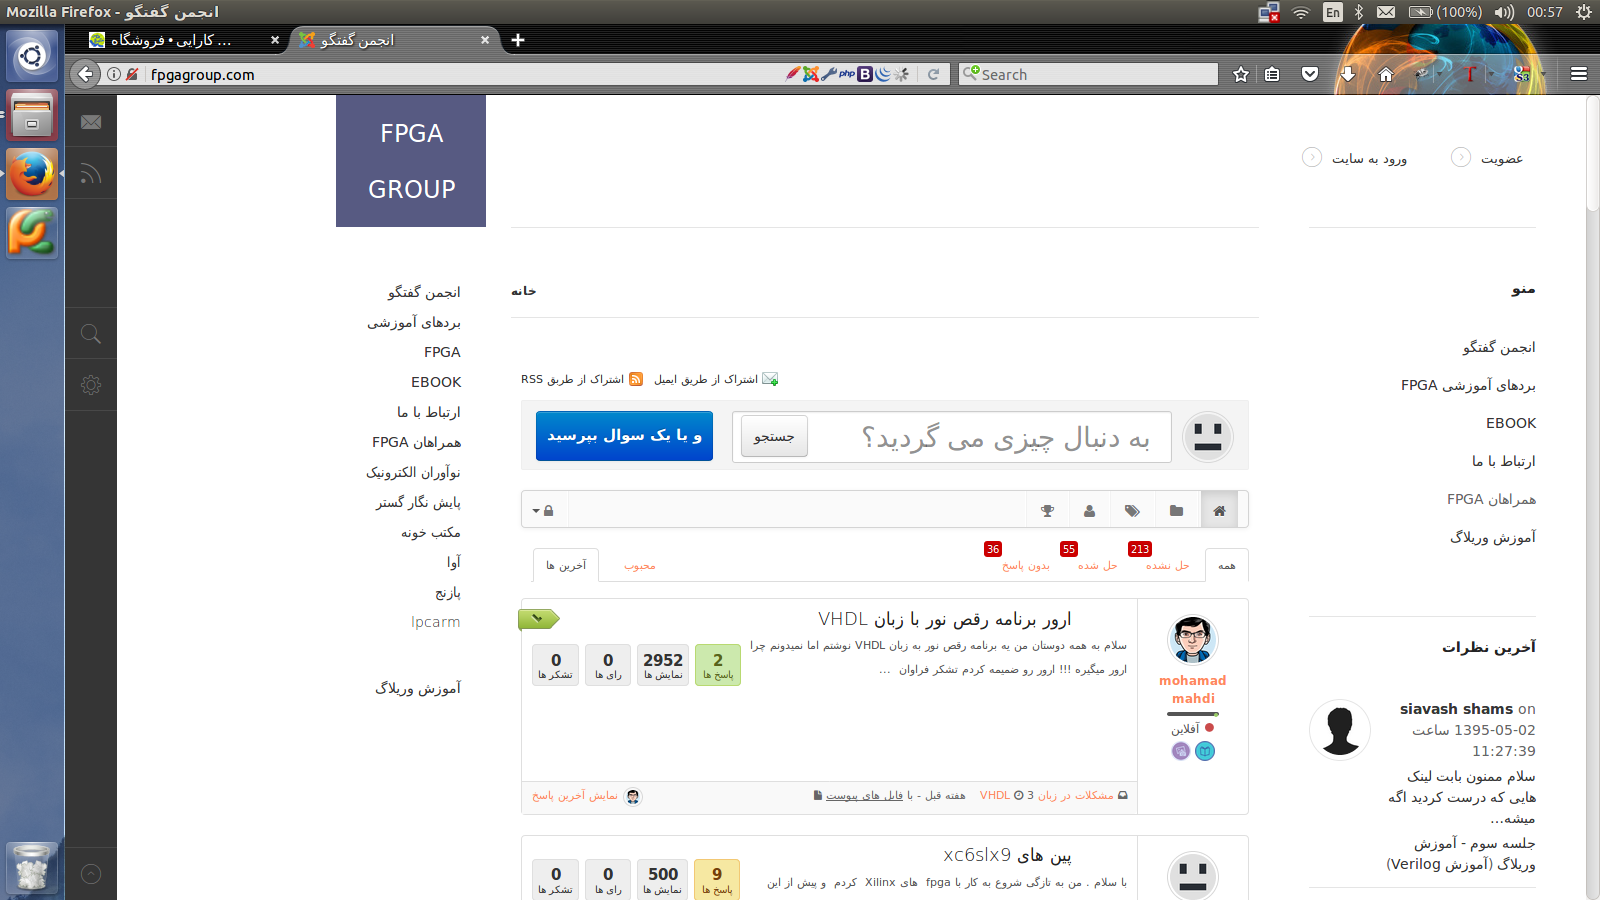 انجمن گفتگو - Mozilla Firefox
En
(100%)
00:57
کارایی • فروشگاه ...
انجمن گفتگو
fpgagroup.com
php
B
Search
FPGA
GROUP
عضویت
ورود به سایت
انجمن گفتگو
بردهای آموزشی
FPGA
EBOOK
ارتباط با ما
همراهان FPGA
نوآوران الکترونیک
پایش نگار گستر
مکتب خونه
آوا
پازنج
lpcarm
آموزش وریلاگ
خانه
اشتراک از طریق ایمیل
اشتراک از طریق RSS
به دنبال چیزی می گردید؟
جستجو
و یا یک سوال بپرسید
همه
حل نشده 213
حل شده 55
بدون پاسخ 36
محبوب
آخرین ها
ارور برنامه رقص نور با زبان VHDL
سلام به همه دوستان من یه برنامه رقص نور به زبان VHDL نوشتم اما نمیدونم چرا
ارور میگیره !!! ارور رو ضمیمه کردم تشکر فراوان ...
2 پاسخ ها
2952 نمایش ها
0 رای ها
0 تشکر ها
mohamad
mahdi
آفلاین
مشکلات در زبان VHDL 3 هفته قبل - با فایل های پیوست
نمایش آخرین پاسخ
پین های xc6slx9
با سلام . من به تازگی شروع به کار با fpga های Xilinx کردم و پیش از این
9 پاسخ ها
500 نمایش ها
0 رای ها
0 تشکر ها
منو
انجمن گفتگو
بردهای آموزشی FPGA
EBOOK
ارتباط با ما
همراهان FPGA
آموزش وریلاگ
آخرین نظرات
siavash shams on
1395-05-02 ساعت
11:27:39
سلام ممنون بابت لینک
هایی که درست کردید اگه
میشه...
جلسه سوم - آموزش
وریلاگ (آموزش Verilog)